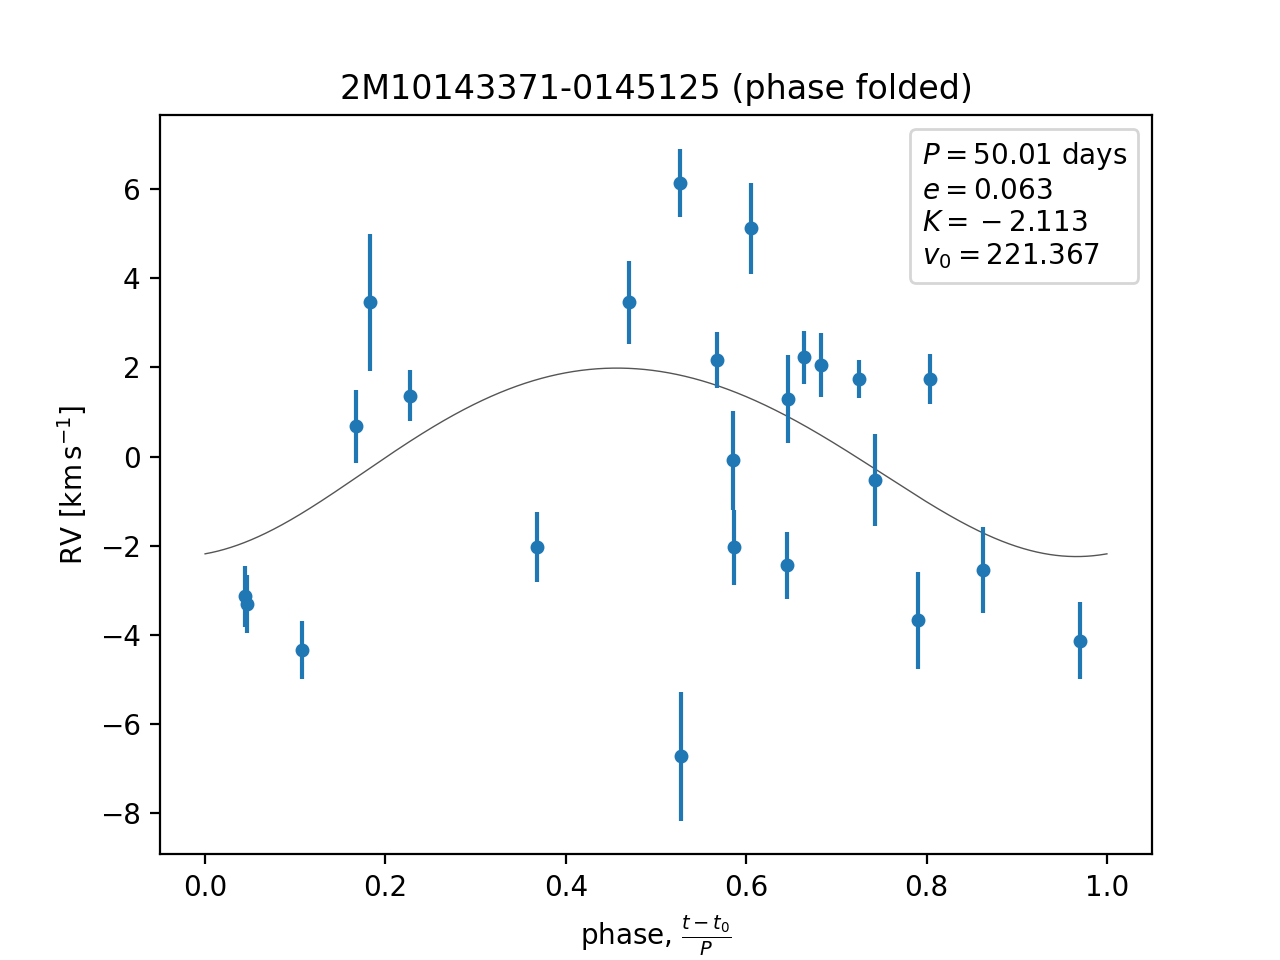 2M10143371-0145125 (phase folded)
P = 50.01 days
e = 0.063
K = −2.113
v₀ = 221.367
RV [km s⁻¹]
6
4
2
0
−2
−4
−6
−8
0.0 0.2 0.4 0.6 0.8 1.0
phase, (t − t₀)/P